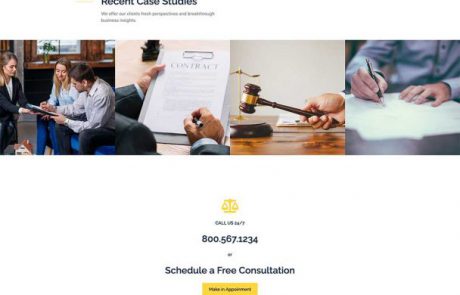 Recent Case Studies
We offer our clients fresh perspectives and breakthrough
business insights.
CONTRACT
CALL US 24/7
800.567.1234
or
Schedule a Free Consultation
Make in Appointment